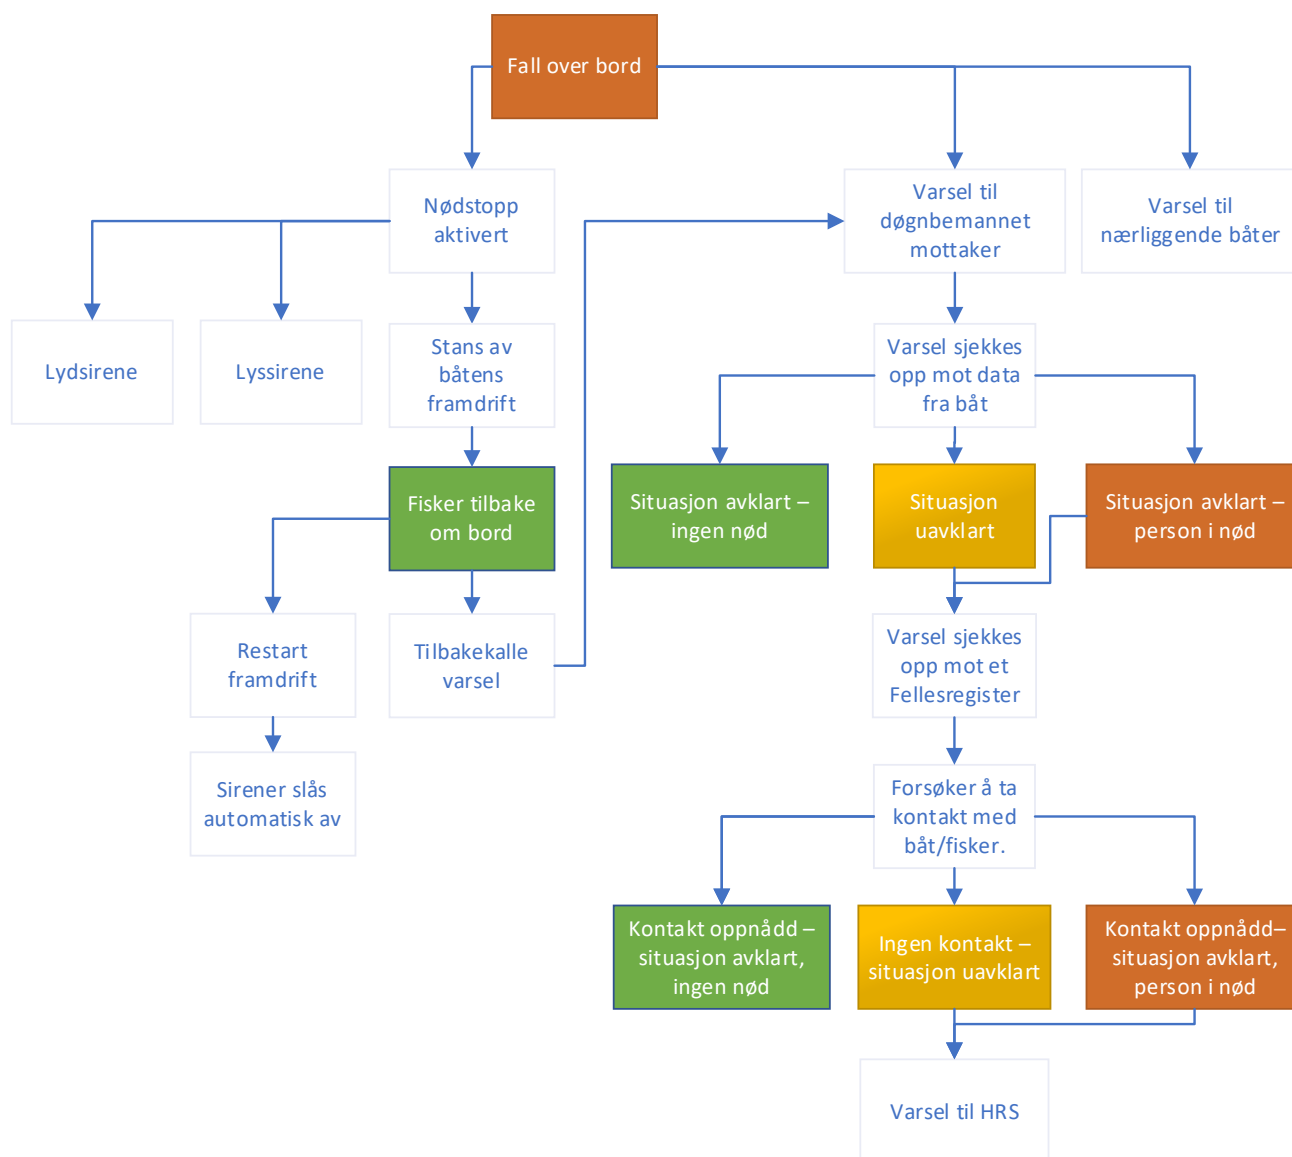 Fall over bord
Nødstopp
aktivert
Varsel til
døgnbemannet
mottaker
Varsel til
nærliggende båter
Lydsirene
Lyssirene
Stans av
båtens
framdrift
Varsel sjekkes
opp mot data
fra båt
Fisker tilbake
om bord
Situasjon avklart –
ingen nød
Situasjon
uavklart
Situasjon avklart –
person i nød
Restart
framdrift
Tilbakekalle
varsel
Varsel sjekkes
opp mot et
Fellesregister
Sirener slås
automatisk av
Forsøker å ta
kontakt med
båt/fisker.
Kontakt oppnådd –
situasjon avklart,
ingen nød
Ingen kontakt –
situasjon uavklart
Kontakt oppnådd–
situasjon avklart,
person i nød
Varsel til HRS